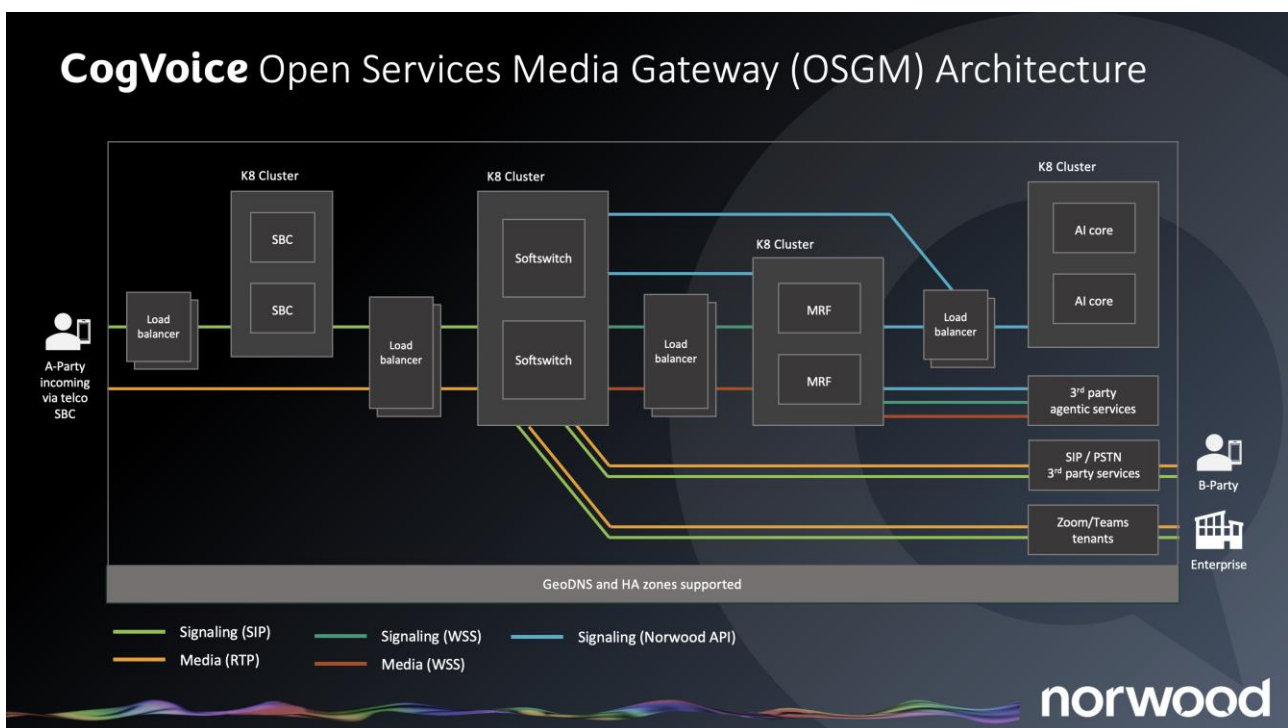 CogVoice Open Services Media Gateway (OSGM) Architecture
K8 Cluster
SBC
SBC
K8 Cluster
Softswitch
Softswitch
K8 Cluster
MRF
MRF
K8 Cluster
AI core
AI core
Load
balancer
Load
balancer
Load
balancer
Load
balancer
A-Party
incoming
via telco
SBC
3rd party
agentic services
SIP / PSTN
3rd party services
Zoom/Teams
tenants
B-Party
Enterprise
GeoDNS and HA zones supported
Signaling (SIP)
Signaling (WSS)
Signaling (Norwood API)
Media (RTP)
Media (WSS)
norwood